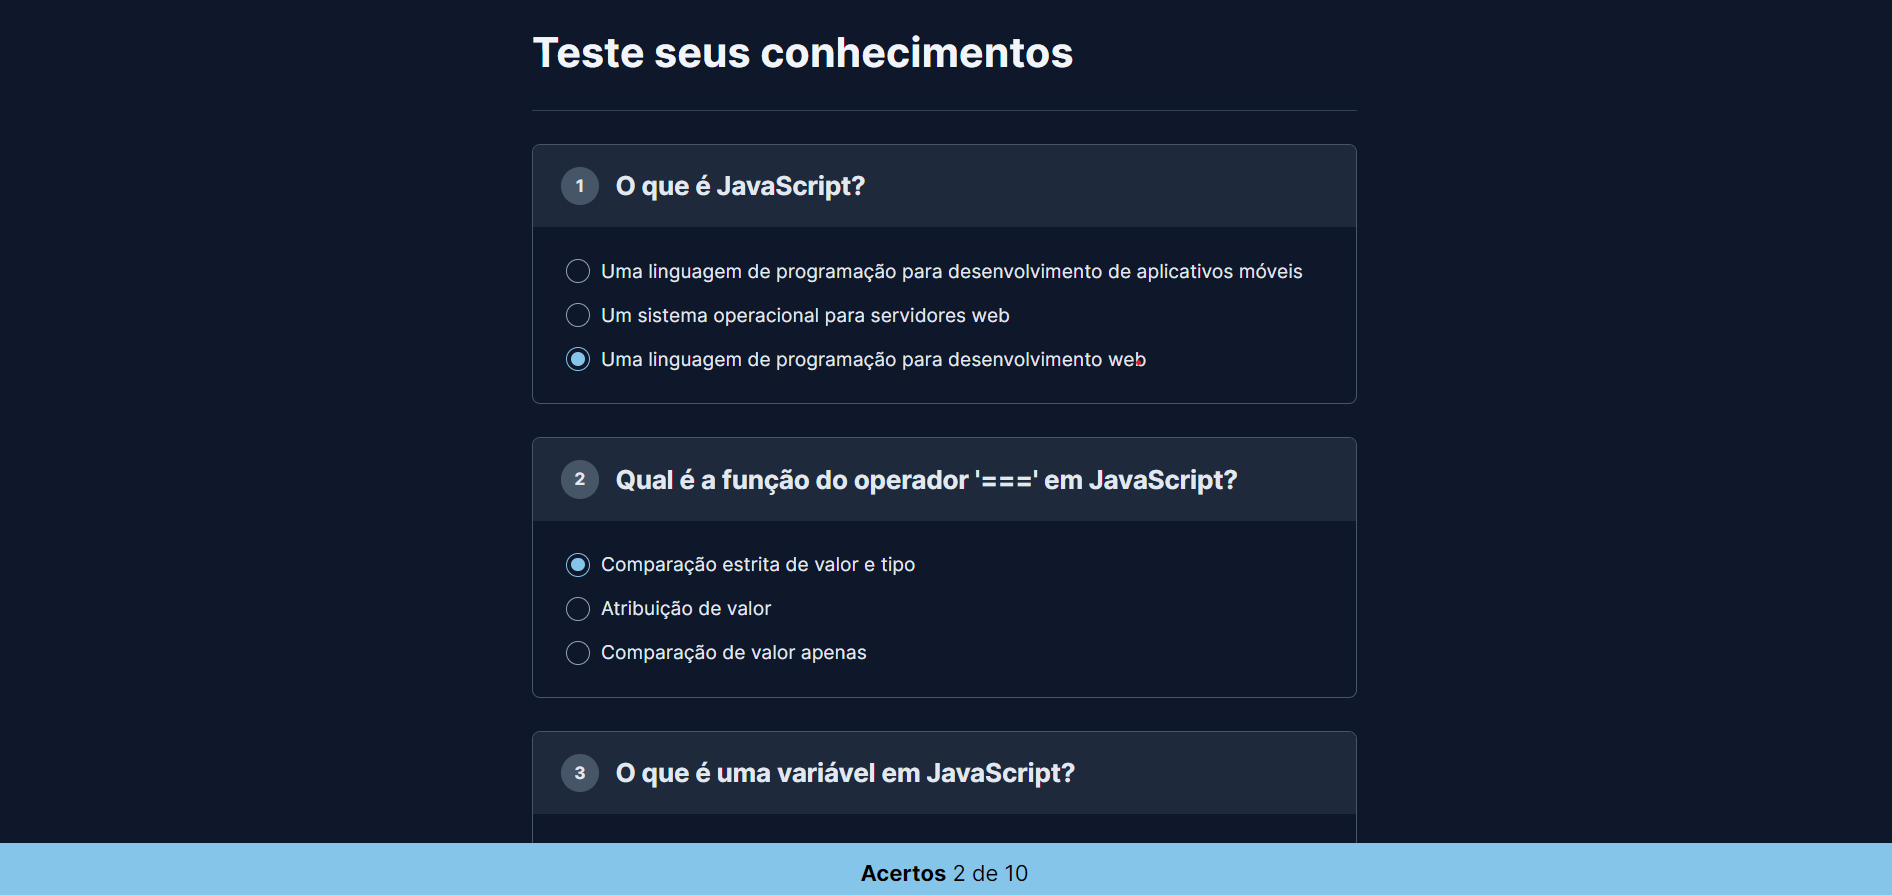 Teste seus conhecimentos
1 O que é JavaScript?
Uma linguagem de programação para desenvolvimento de aplicativos móveis
Um sistema operacional para servidores web
Uma linguagem de programação para desenvolvimento web
2 Qual é a função do operador '===' em JavaScript?
Comparação estrita de valor e tipo
Atribuição de valor
Comparação de valor apenas
3 O que é uma variável em JavaScript?
Acertos 2 de 10